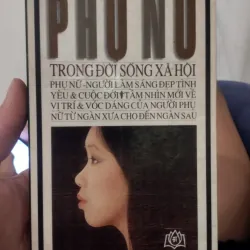 PHỤ NỮ
TRONG ĐỜI SỐNG XÃ HỘI
PHỤ NỮ - NGƯỜI LÀM SÁNG ĐẸP TÌNH
YÊU & CUỘC ĐỜI · TẦM NHÌN MỚI VỀ
VỊ TRÍ & VÓC DÁNG CỦA NGƯỜI PHỤ
NỮ TỪ NGÀN XƯA CHO ĐẾN NGÀN SAU